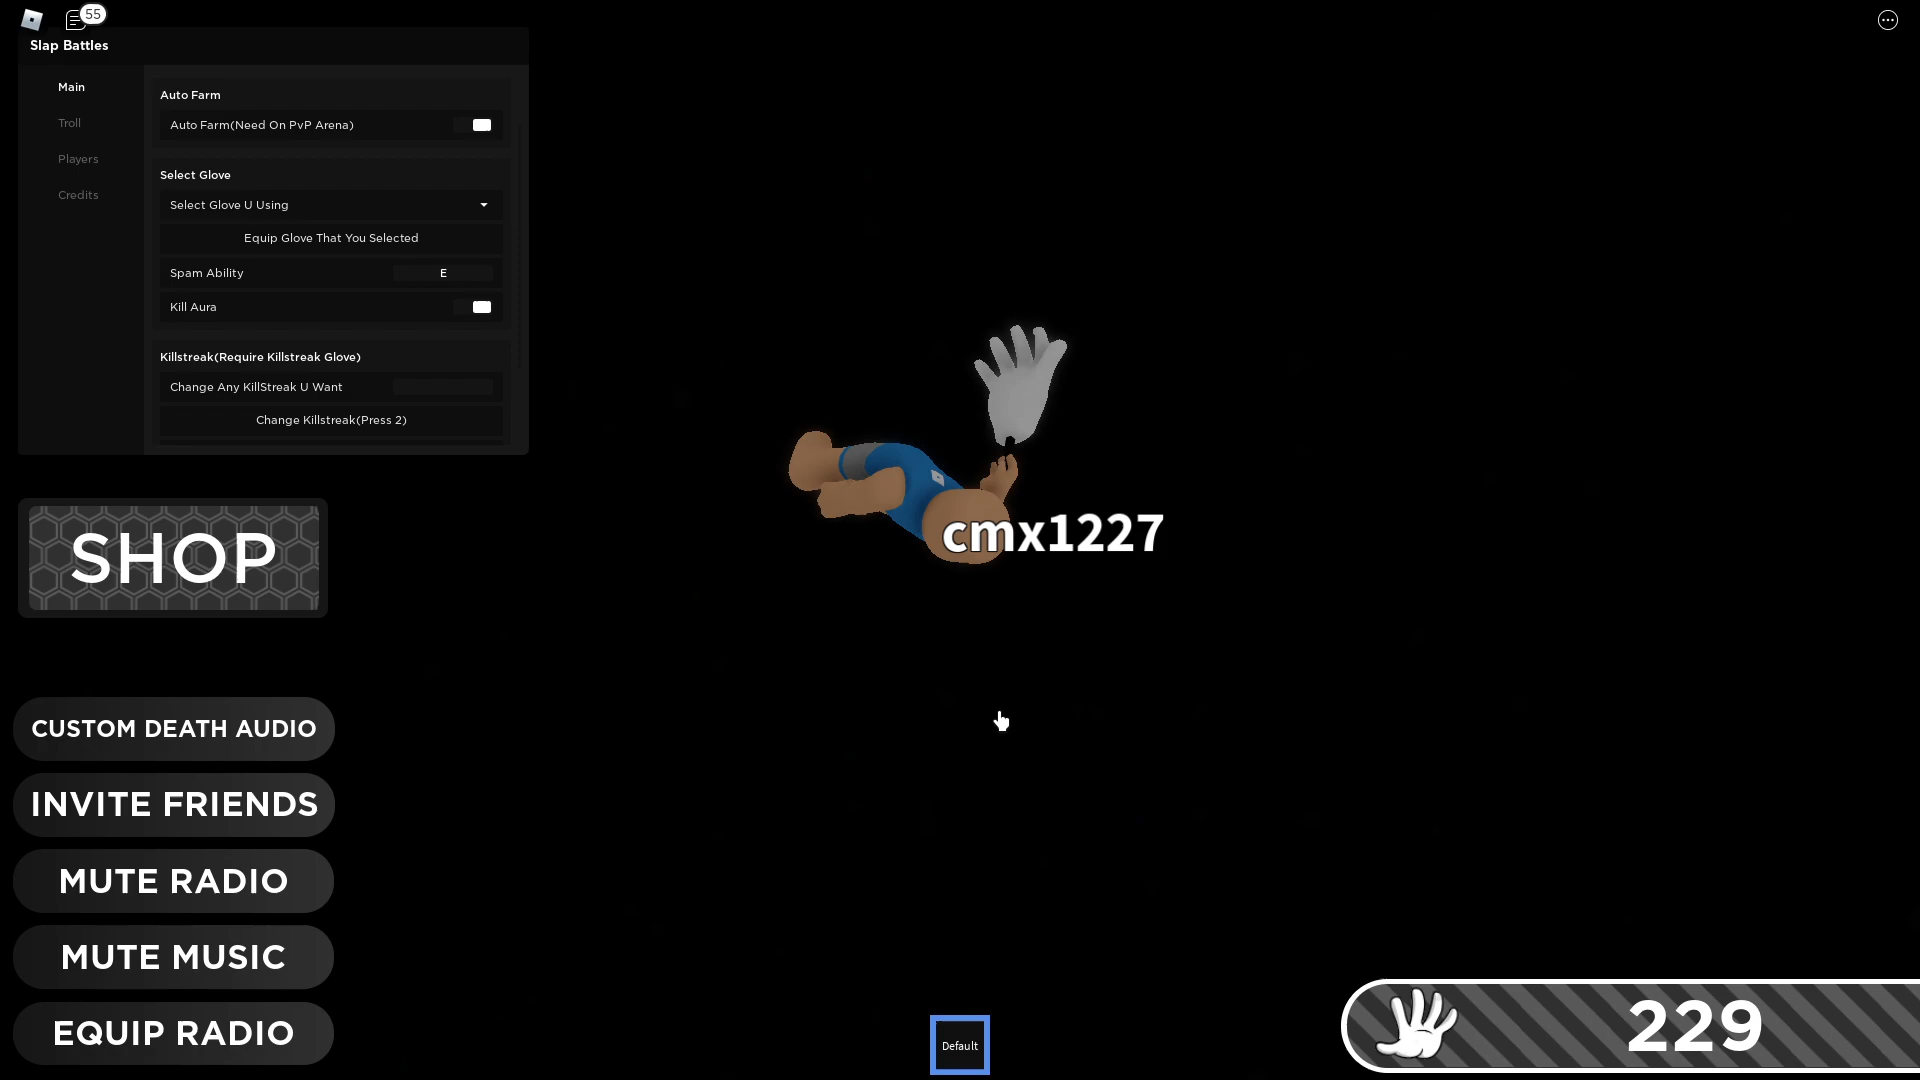 55
Slap Battles
Main
Troll
Players
Credits
Auto Farm
Auto Farm(Need On PvP Arena)
Select Glove
Select Glove U Using
Equip Glove That You Selected
Spam Ability
E
Kill Aura
Killstreak(Require Killstreak Glove)
Change Any KillStreak U Want
Change Killstreak(Press 2)
cmx1227
SHOP
CUSTOM DEATH AUDIO
INVITE FRIENDS
MUTE RADIO
MUTE MUSIC
EQUIP RADIO
Default
229